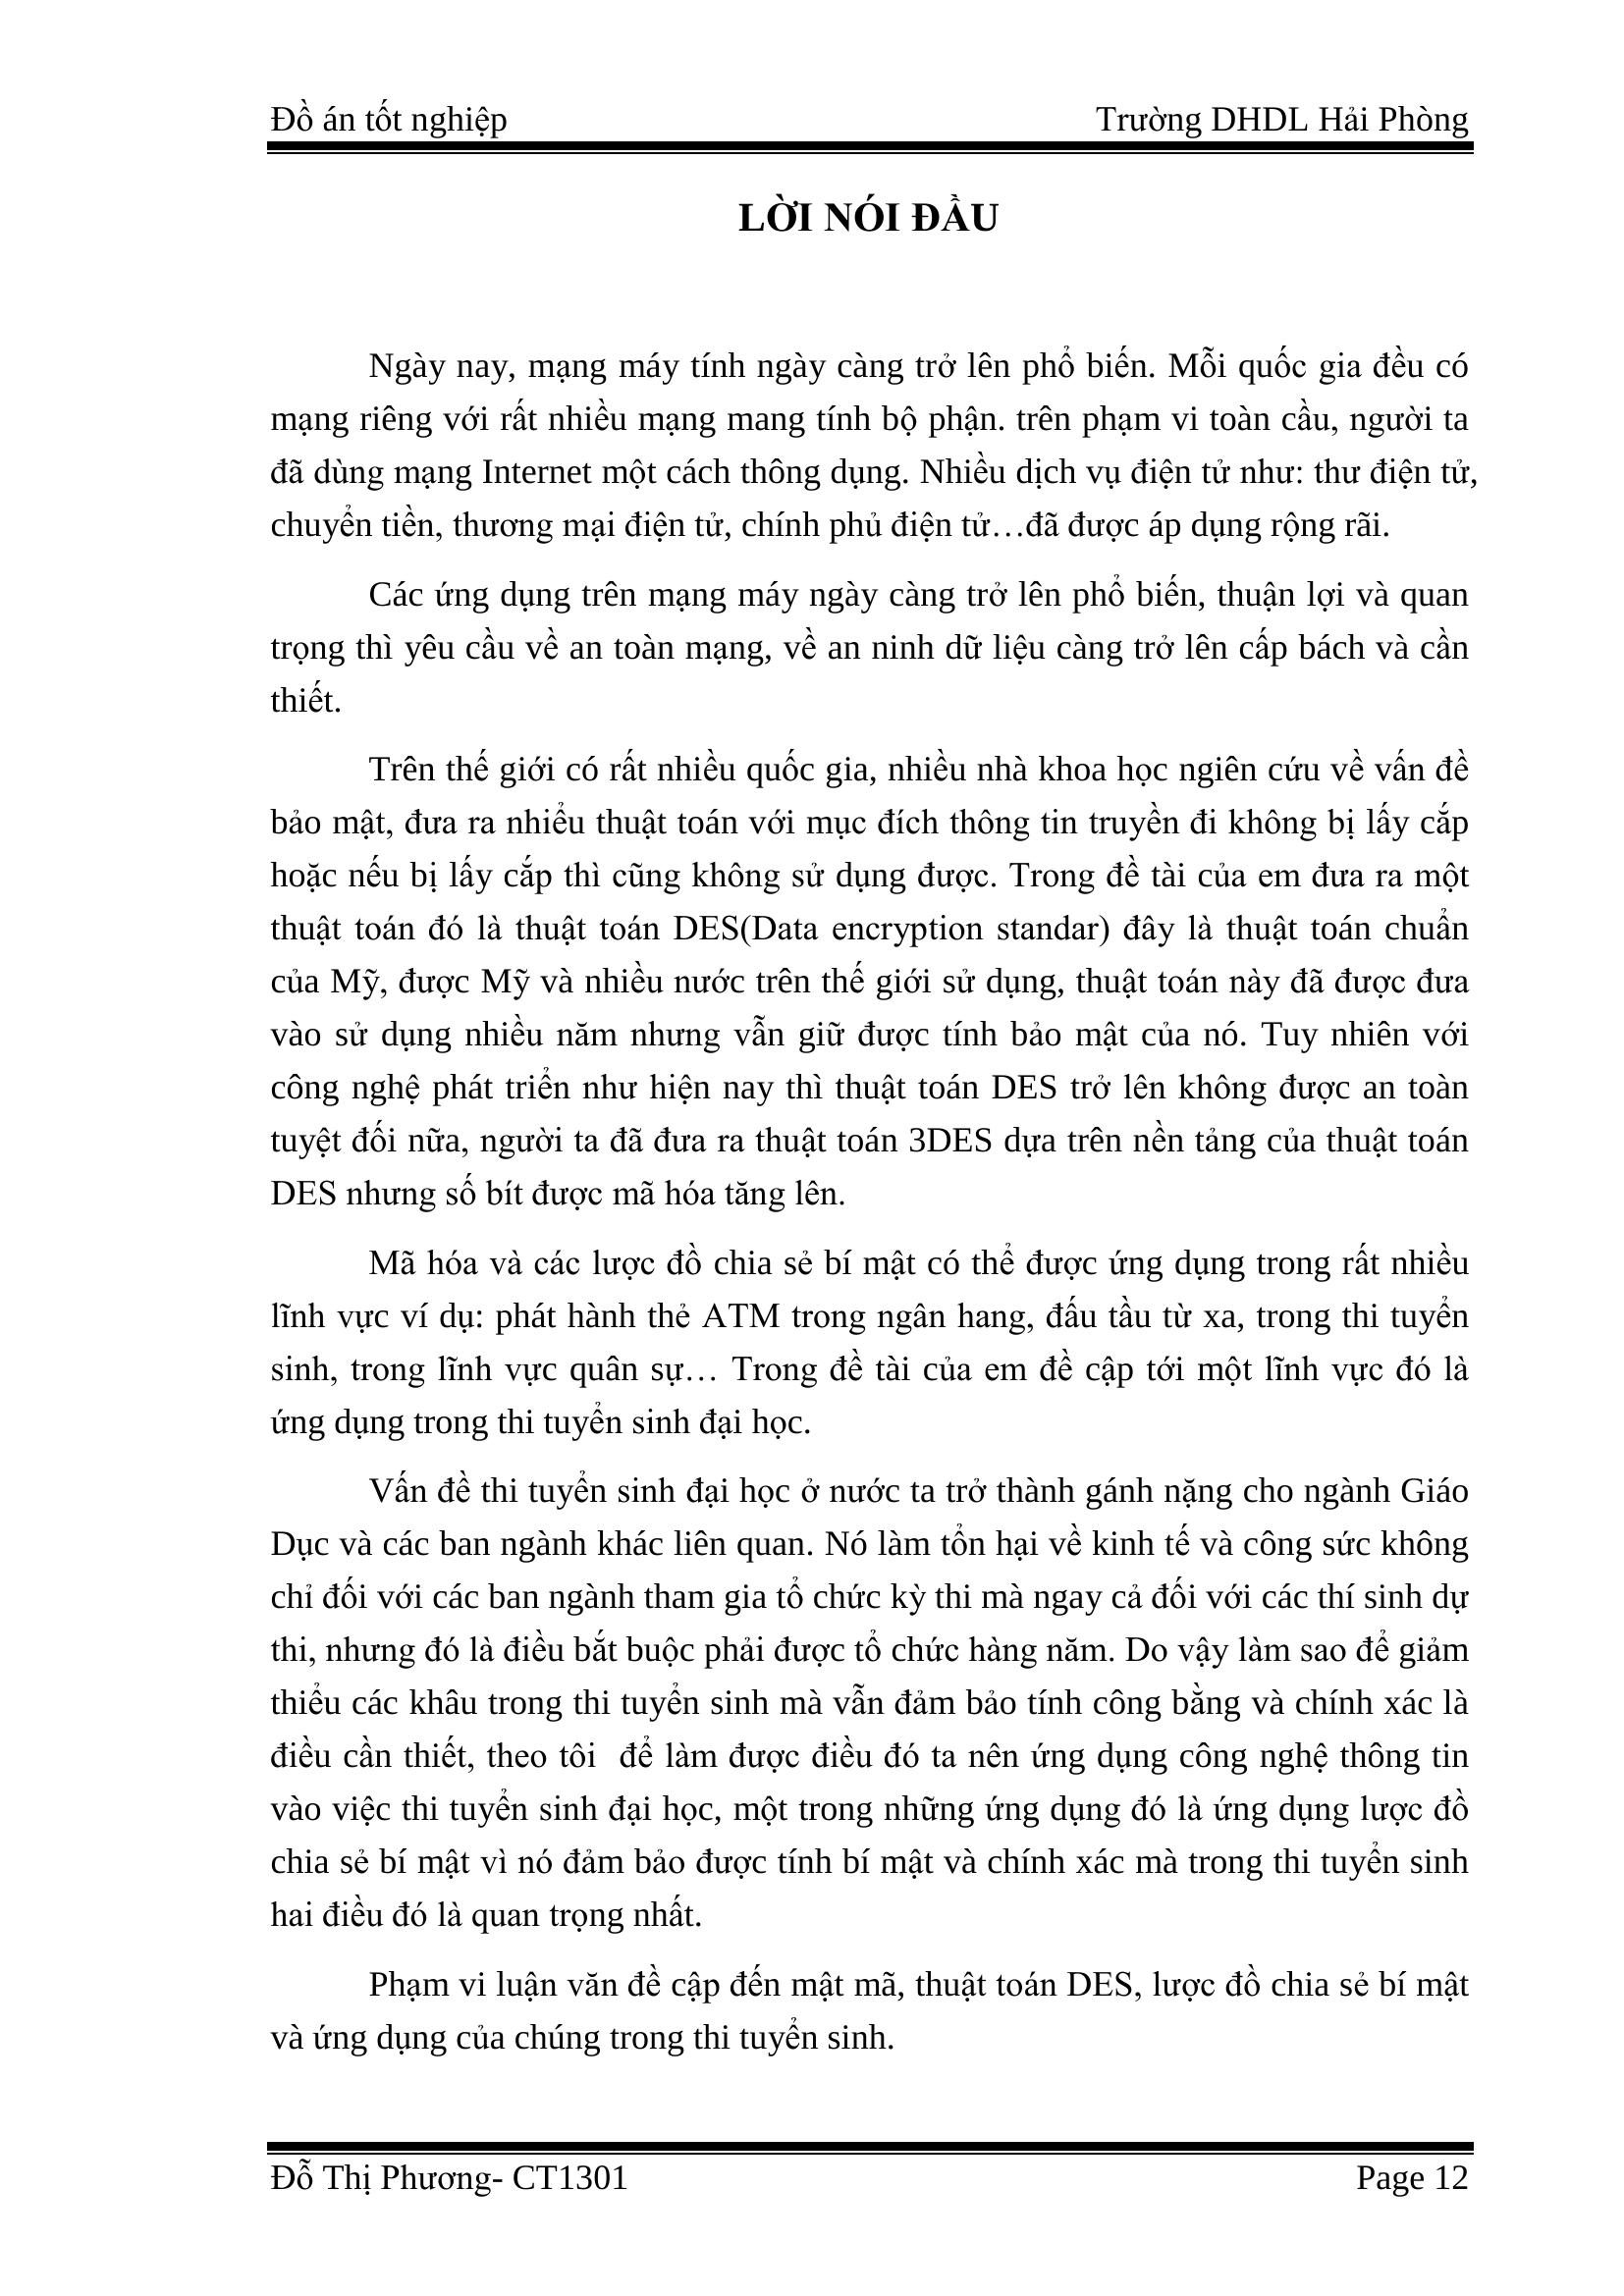 Đồ án tốt nghiệp Trường DHDL Hải Phòng
LỜI NÓI ĐẦU
Ngày nay, mạng máy tính ngày càng trở lên phổ biến. Mỗi quốc gia đều có
mạng riêng với rất nhiều mạng mang tính bộ phận. trên phạm vi toàn cầu, người ta
đã dùng mạng Internet một cách thông dụng. Nhiều dịch vụ điện tử như: thư điện tử,
chuyển tiền, thương mại điện tử, chính phủ điện tử…đã được áp dụng rộng rãi.
Các ứng dụng trên mạng máy ngày càng trở lên phổ biến, thuận lợi và quan
trọng thì yêu cầu về an toàn mạng, về an ninh dữ liệu càng trở lên cấp bách và cần
thiết.
Trên thế giới có rất nhiều quốc gia, nhiều nhà khoa học ngiên cứu về vấn đề
bảo mật, đưa ra nhiểu thuật toán với mục đích thông tin truyền đi không bị lấy cắp
hoặc nếu bị lấy cắp thì cũng không sử dụng được. Trong đề tài của em đưa ra một
thuật toán đó là thuật toán DES(Data encryption standar) đây là thuật toán chuẩn
của Mỹ, được Mỹ và nhiều nước trên thế giới sử dụng, thuật toán này đã được đưa
vào sử dụng nhiều năm nhưng vẫn giữ được tính bảo mật của nó. Tuy nhiên với
công nghệ phát triển như hiện nay thì thuật toán DES trở lên không được an toàn
tuyệt đối nữa, người ta đã đưa ra thuật toán 3DES dựa trên nền tảng của thuật toán
DES nhưng số bít được mã hóa tăng lên.
Mã hóa và các lược đồ chia sẻ bí mật có thể được ứng dụng trong rất nhiều
lĩnh vực ví dụ: phát hành thẻ ATM trong ngân hang, đấu tầu từ xa, trong thi tuyển
sinh, trong lĩnh vực quân sự… Trong đề tài của em đề cập tới một lĩnh vực đó là
ứng dụng trong thi tuyển sinh đại học.
Vấn đề thi tuyển sinh đại học ở nước ta trở thành gánh nặng cho ngành Giáo
Dục và các ban ngành khác liên quan. Nó làm tổn hại về kinh tế và công sức không
chỉ đối với các ban ngành tham gia tổ chức kỳ thi mà ngay cả đối với các thí sinh dự
thi, nhưng đó là điều bắt buộc phải được tổ chức hàng năm. Do vậy làm sao để giảm
thiểu các khâu trong thi tuyển sinh mà vẫn đảm bảo tính công bằng và chính xác là
điều cần thiết, theo tôi  để làm được điều đó ta nên ứng dụng công nghệ thông tin
vào việc thi tuyển sinh đại học, một trong những ứng dụng đó là ứng dụng lược đồ
chia sẻ bí mật vì nó đảm bảo được tính bí mật và chính xác mà trong thi tuyển sinh
hai điều đó là quan trọng nhất.
Phạm vi luận văn đề cập đến mật mã, thuật toán DES, lược đồ chia sẻ bí mật
và ứng dụng của chúng trong thi tuyển sinh.
Đỗ Thị Phương- CT1301 Page 12